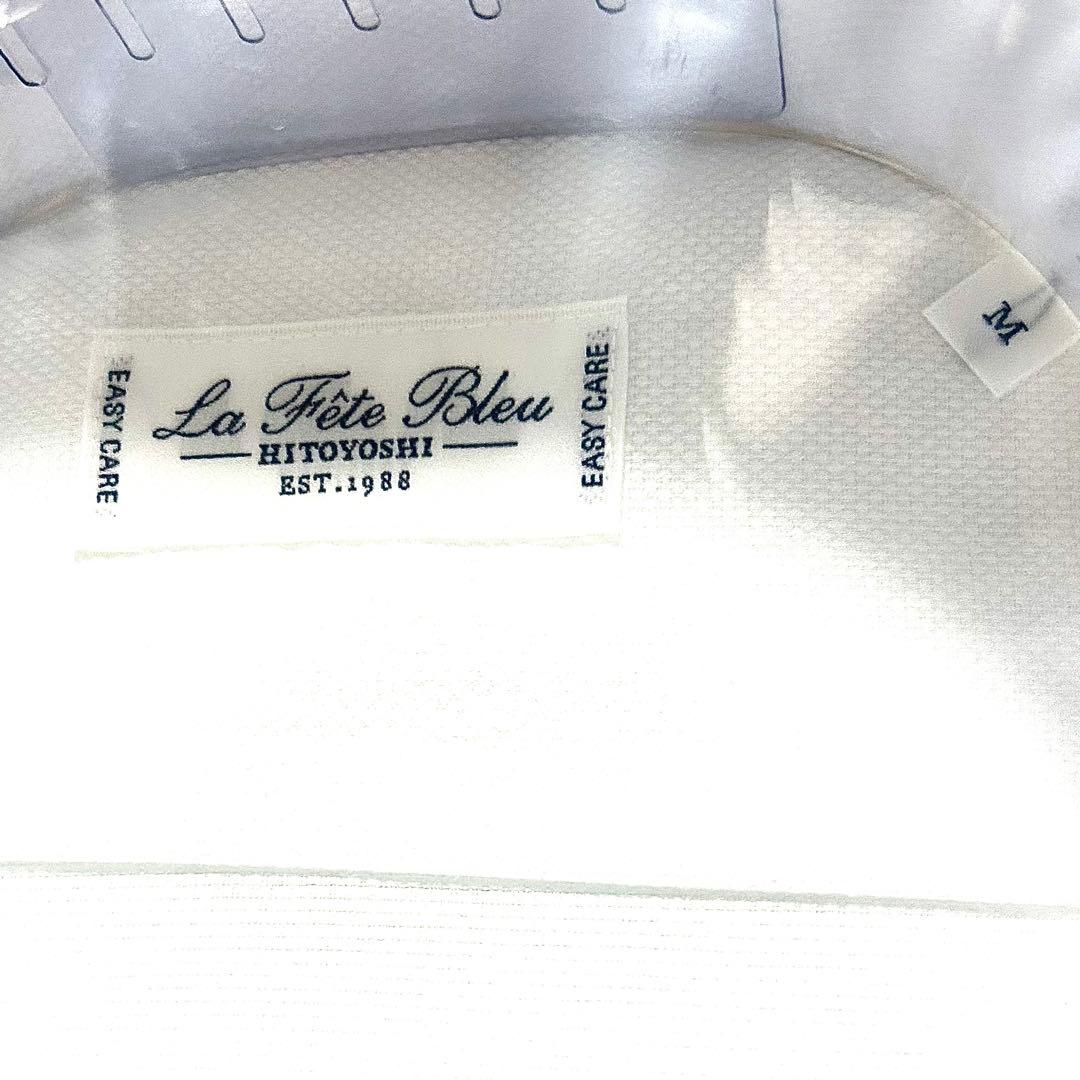 EASY CARE
La Fête Bleu
HITOYOSHI
EST.1988
EASY CARE
M